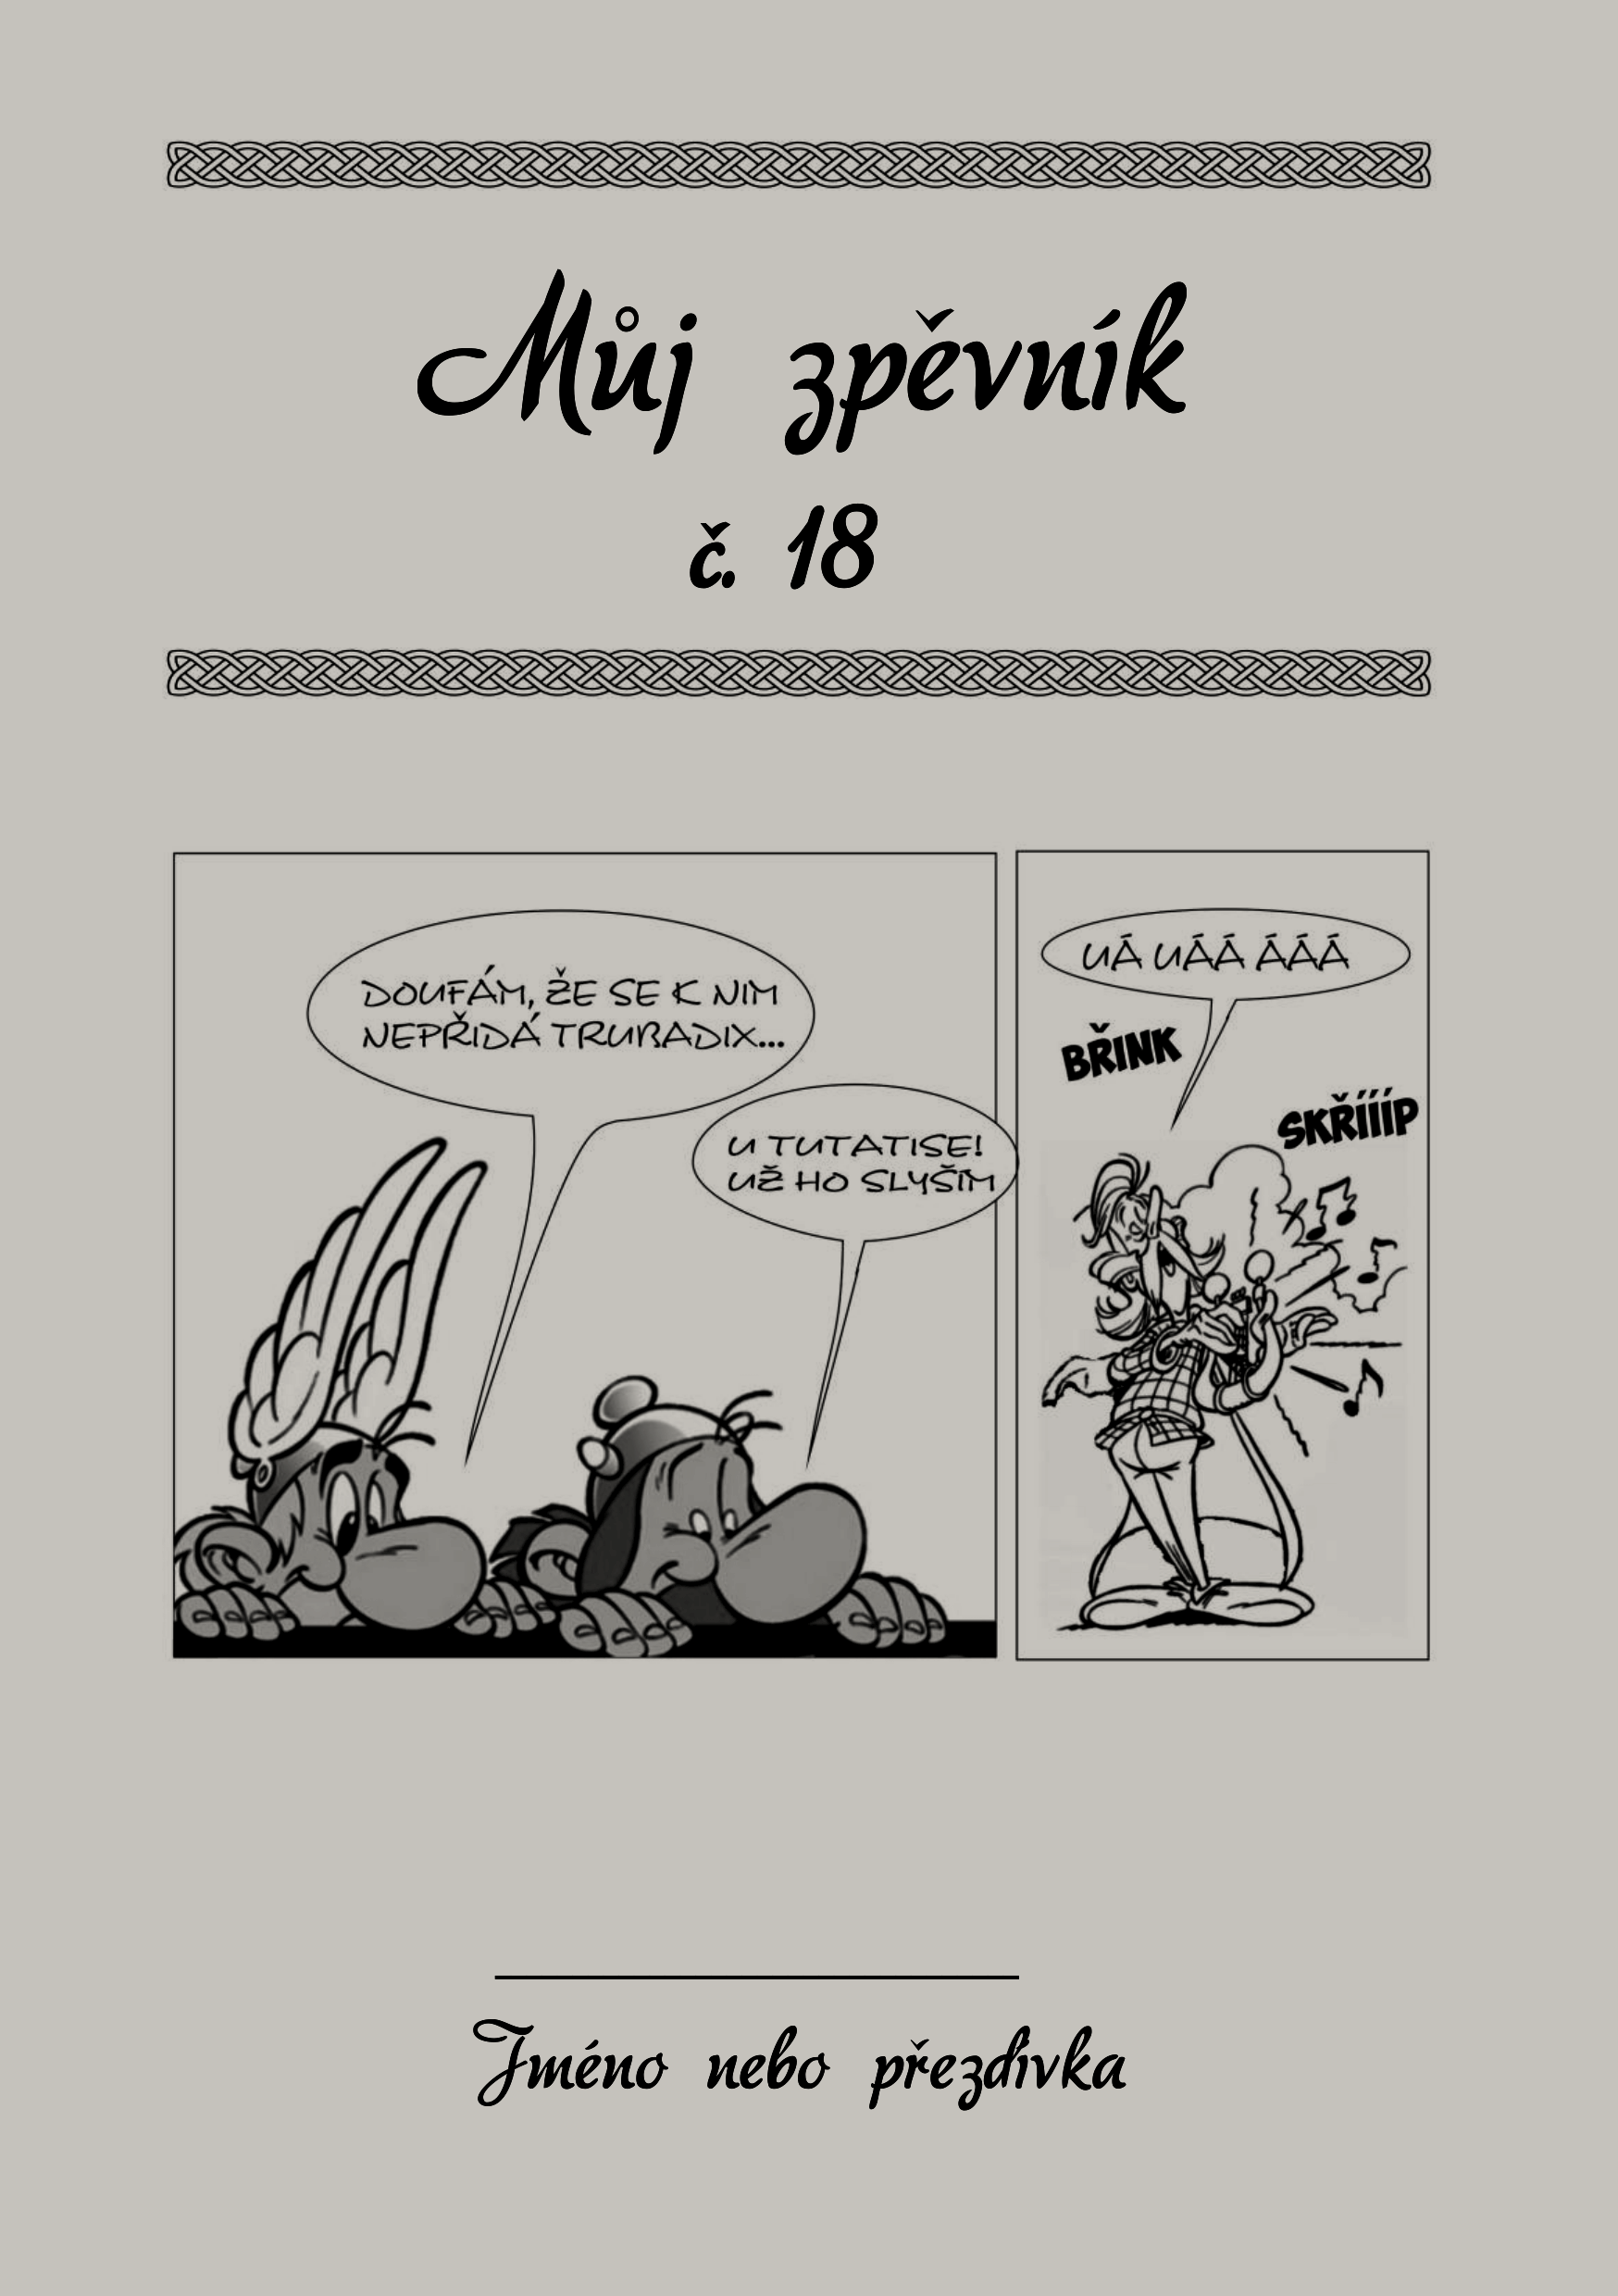 Můj zpěvník
č. 18
DOUFÁM, ŽE SE K NIM
NEPŘIDÁ TRUBADIX...
U TUTATISE!
UŽ HO SLYŠÍM
UÁ UÁÁ ÁÁÁ
BŘINK
SKŘÍÍÍP
Jméno nebo přezdívka